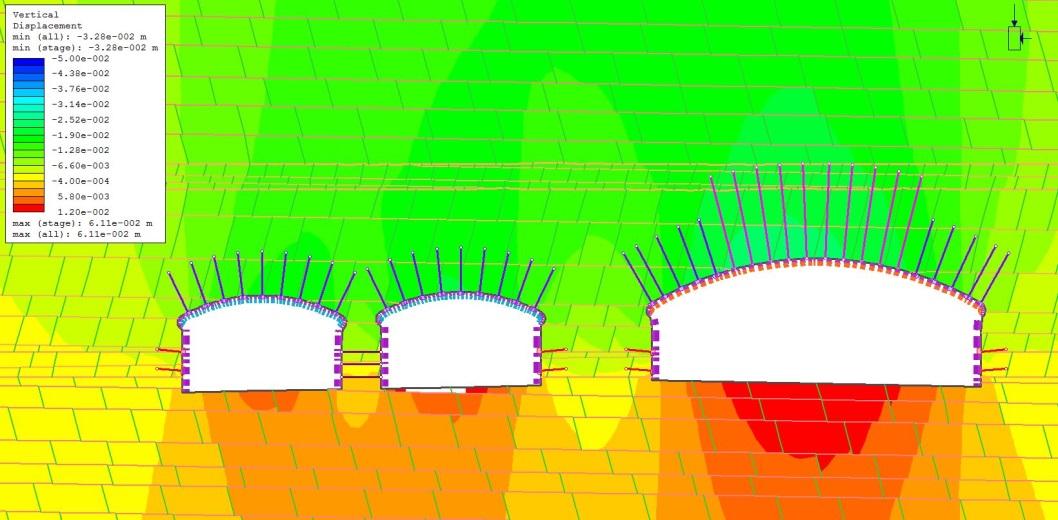 Vertical
Displacement
min (all): -3.28e-002 m
min (stage): -3.28e-002 m
-5.00e-002
-4.38e-002
-3.76e-002
-3.14e-002
-2.52e-002
-1.90e-002
-1.28e-002
-6.60e-003
-4.00e-004
5.80e-003
1.20e-002
max (stage): 6.11e-002 m
max (all): 6.11e-002 m